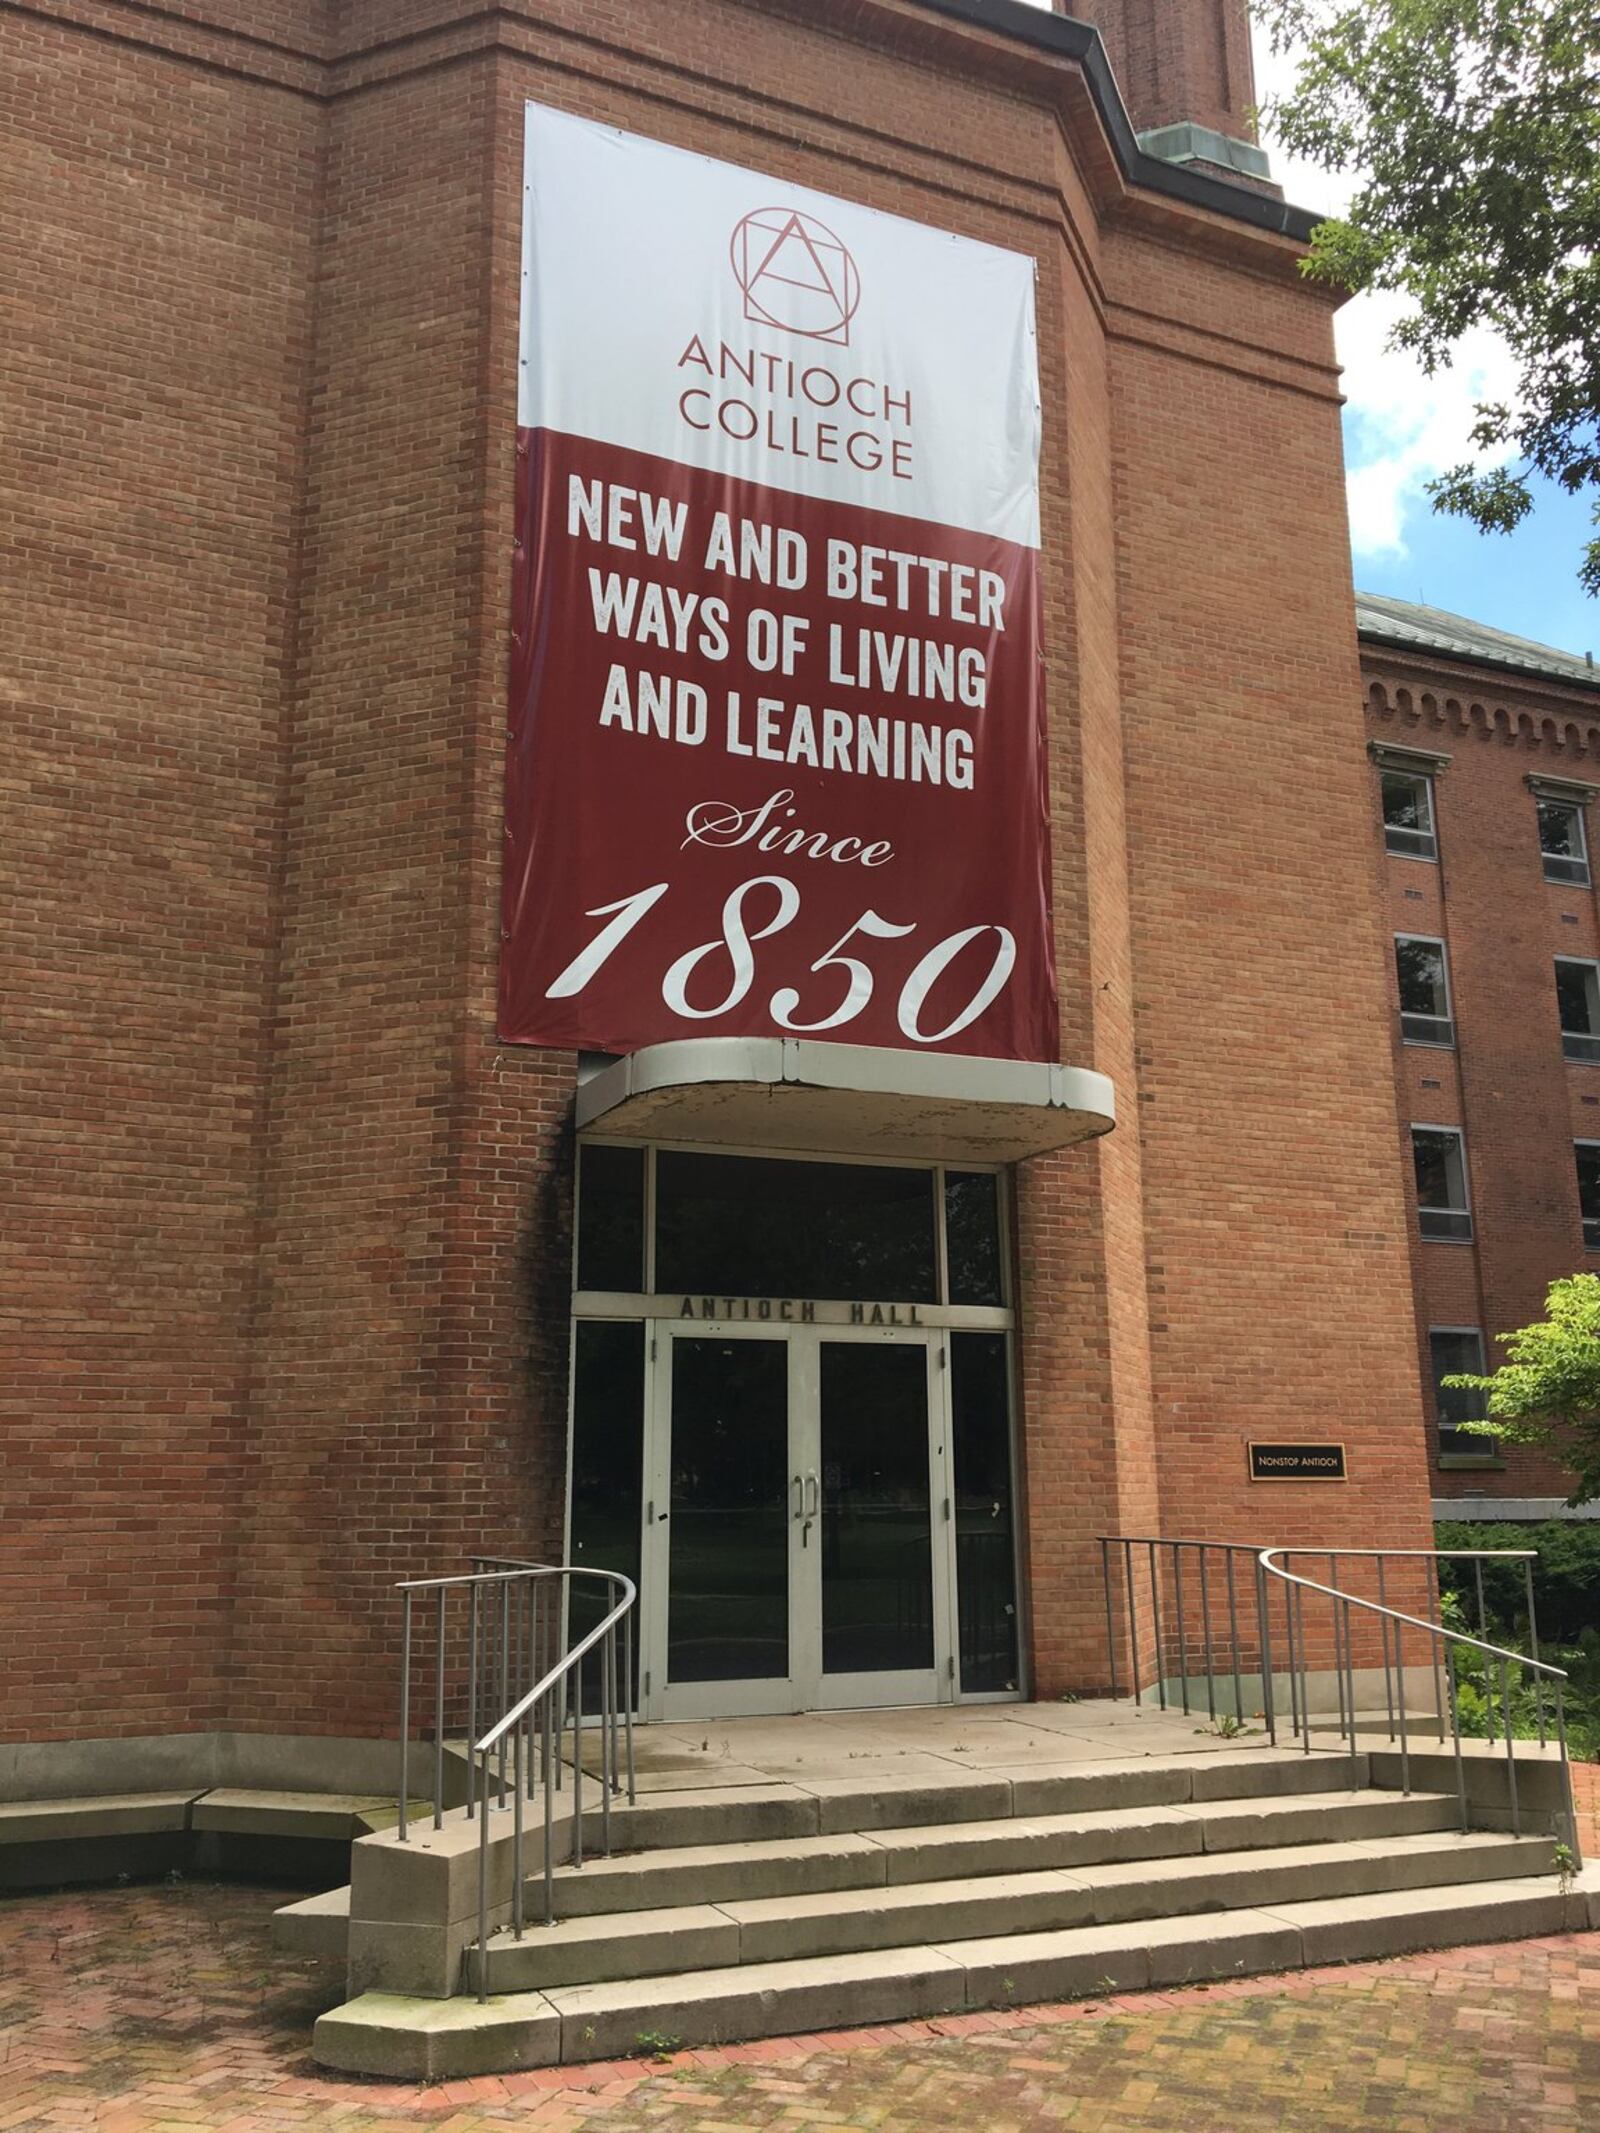 ANTIOCH
COLLEGE
NEW AND BETTER
WAYS OF LIVING
AND LEARNING
Since
1850
ANTIOCH HALL
NONSTOP ANTIOCH